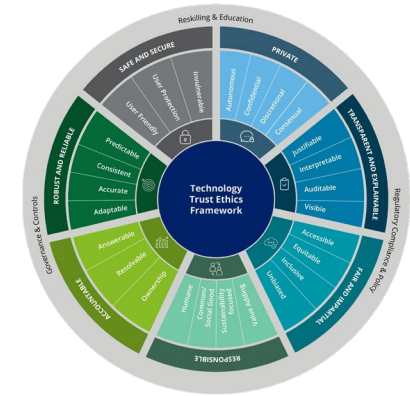 Reskilling & Education
SAFE AND SECURE
User Friendly
User Protection
Invulnerable
PRIVATE
Autonomous
Confidential
Discretional
Consensual
TRANSPARENT AND EXPLAINABLE
Justifiable
Interpretable
Auditable
Visible
Regulatory Compliance & Policy
FAIR AND IMPARTIAL
Accessible
Equitable
Inclusive
Unbiased
RESPONSIBLE
Humane
Common/
Social Good
Sustainability
focused
Value
Adding
ACCOUNTABLE
Answerable
Resolvable
Ownership
Governance & Controls
ROBUST AND RELIABLE
Predictable
Consistent
Accurate
Adaptable
Technology
Trust Ethics
Framework